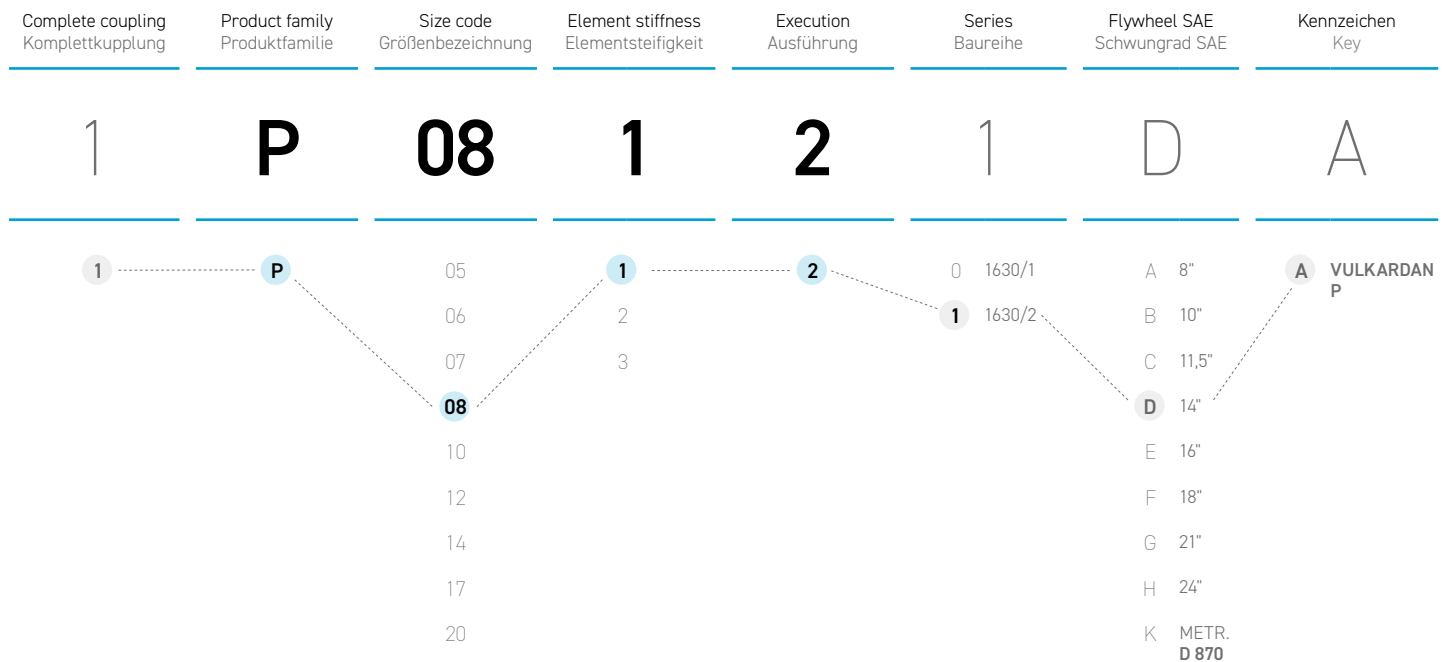 Complete coupling Product family Size code Element stiffness Execution Series Flywheel SAE Kennzeichen
Komplettkupplung Produktfamilie Größenbezeichnung Elementsteifigkeit Ausführung Baureihe Schwungrad SAE Key
1 P 08 1 2 1 D A
1 P 05 1 2 0 1630/1 A 8" A VULKARDAN
P
06 2 1 1630/2 B 10"
07 3 C 11,5"
08 D 14"
10 E 16"
12 F 18"
14 G 21"
17 H 24"
20 K METR.
D 870